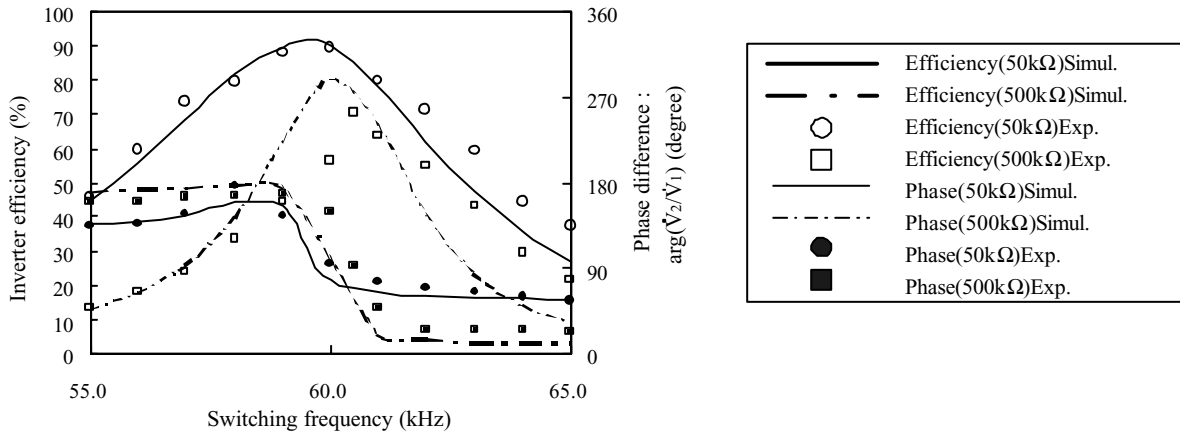 100
90
80
70
60
50
40
30
20
10
0
Inverter efficiency (%)
55.0
60.0
65.0
Switching frequency (kHz)
360
270
180
90
0
Phase difference :
arg(V̇₂/V̇₁) (degree)
Efficiency(50kΩ)Simul.
Efficiency(500kΩ)Simul.
Efficiency(50kΩ)Exp.
Efficiency(500kΩ)Exp.
Phase(50kΩ)Simul.
Phase(500kΩ)Simul.
Phase(50kΩ)Exp.
Phase(500kΩ)Exp.